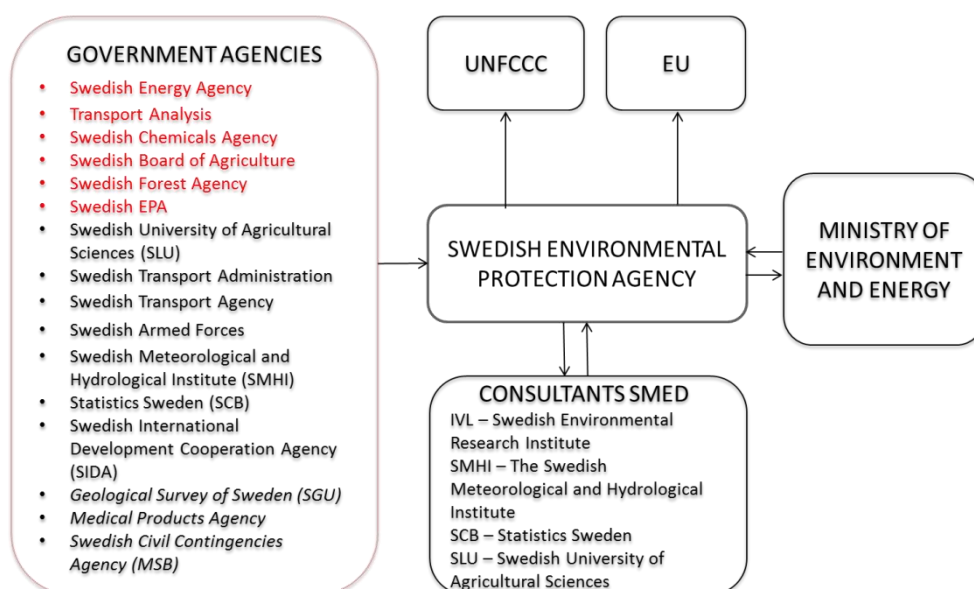 GOVERNMENT AGENCIES
• Swedish Energy Agency
• Transport Analysis
• Swedish Chemicals Agency
• Swedish Board of Agriculture
• Swedish Forest Agency
• Swedish EPA
• Swedish University of Agricultural
Sciences (SLU)
• Swedish Transport Administration
• Swedish Transport Agency
• Swedish Armed Forces
• Swedish Meteorological and
Hydrological Institute (SMHI)
• Statistics Sweden (SCB)
• Swedish International
Development Cooperation Agency
(SIDA)
• Geological Survey of Sweden (SGU)
• Medical Products Agency
• Swedish Civil Contingencies
Agency (MSB)
UNFCCC
EU
SWEDISH ENVIRONMENTAL
PROTECTION AGENCY
MINISTRY OF
ENVIRONMENT
AND ENERGY
CONSULTANTS SMED
IVL – Swedish Environmental
Research Institute
SMHI – The Swedish
Meteorological and Hydrological
Institute
SCB – Statistics Sweden
SLU – Swedish University of
Agricultural Sciences